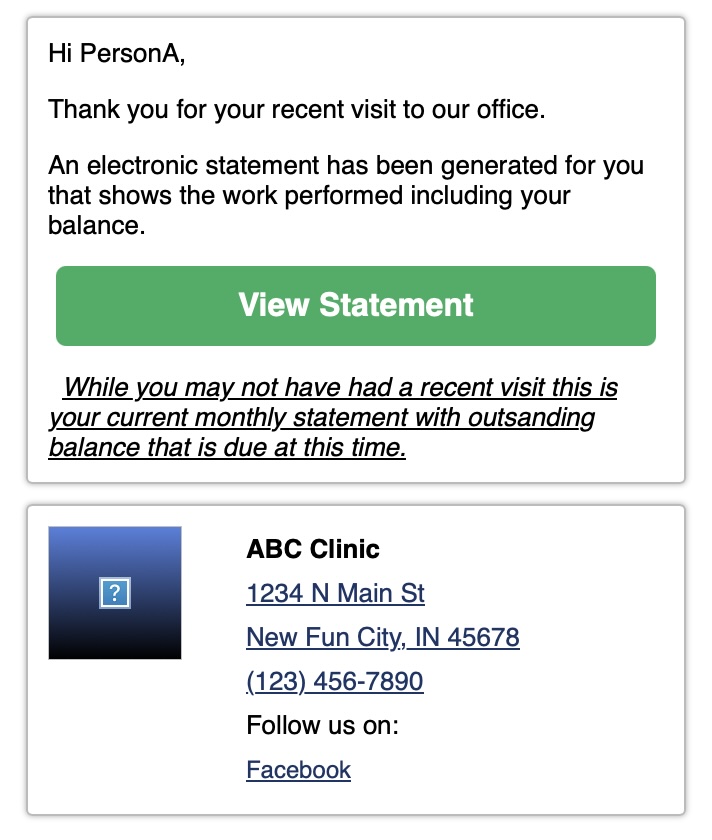 Hi PersonA,
Thank you for your recent visit to our office.
An electronic statement has been generated for you
that shows the work performed including your
balance.
View Statement
While you may not have had a recent visit this is
your current monthly statement with outsanding
balance that is due at this time.
?
ABC Clinic
1234 N Main St
New Fun City, IN 45678
(123) 456-7890
Follow us on:
Facebook